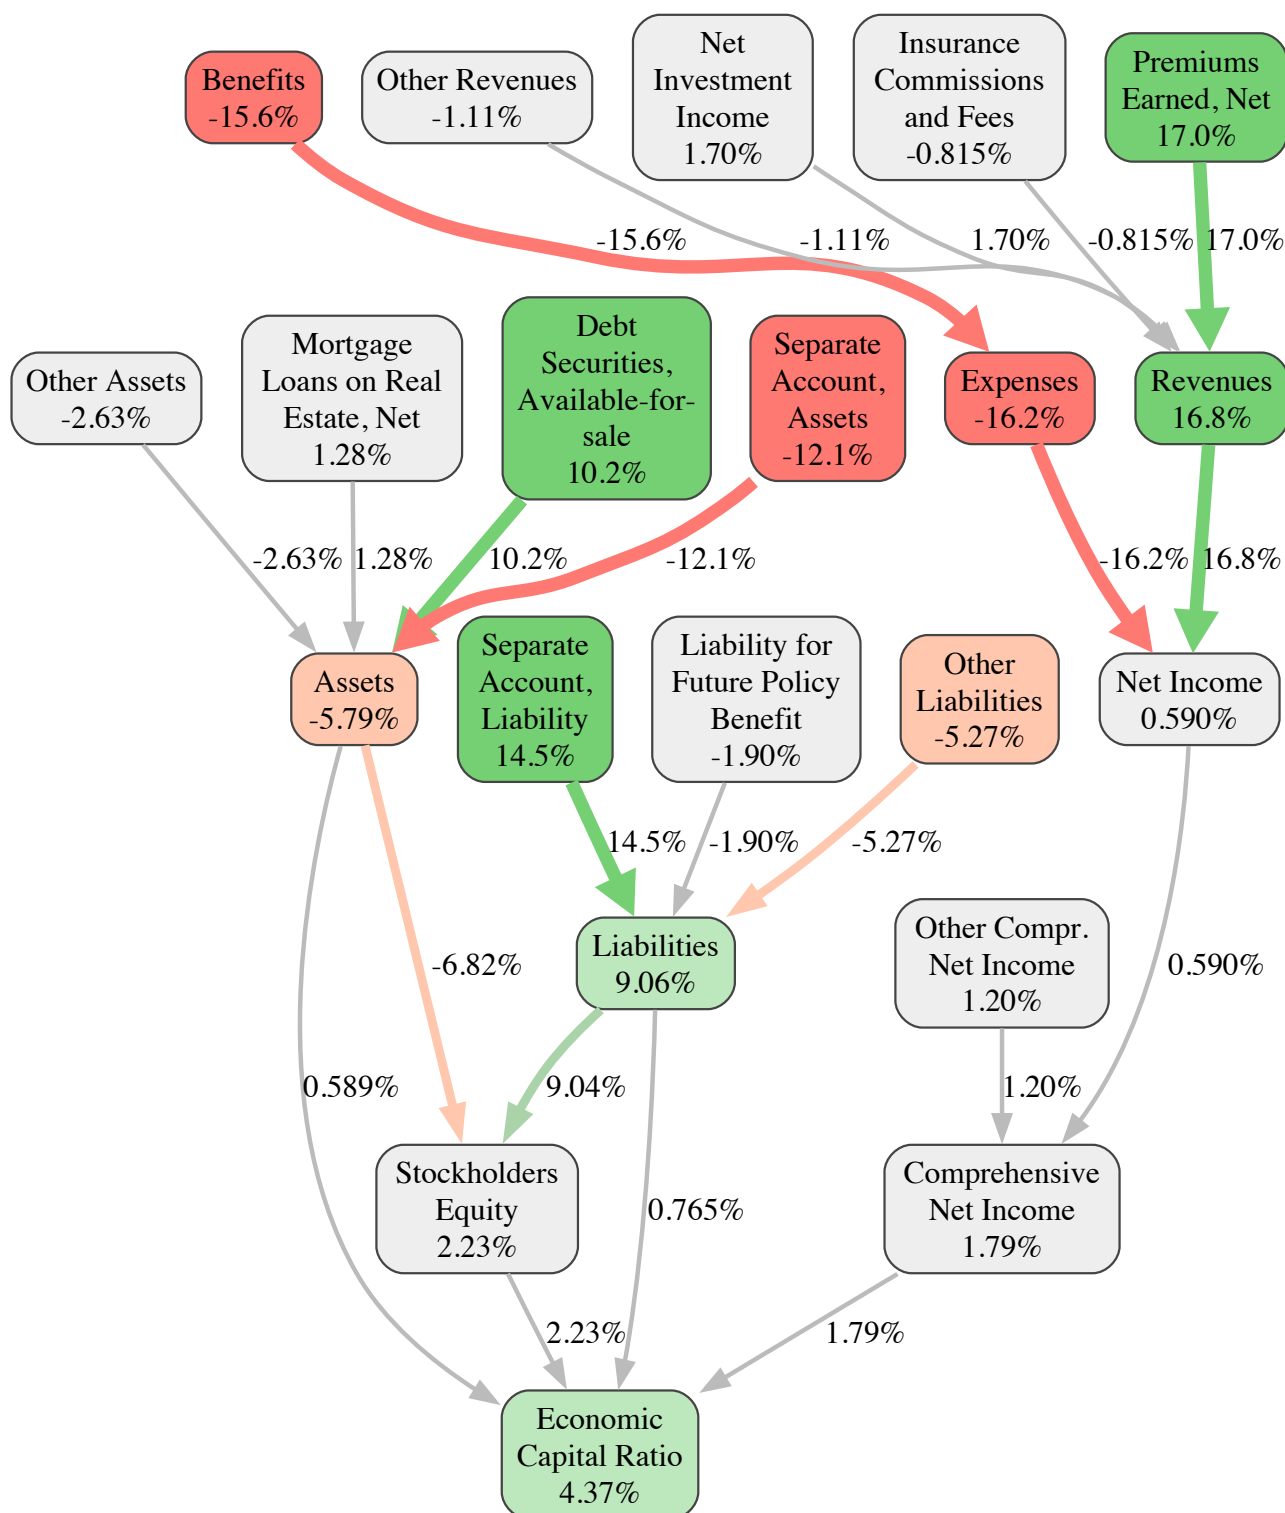 Benefits
-15.6%
Other Revenues
-1.11%
Net
Investment
Income
1.70%
Insurance
Commissions
and Fees
-0.815%
Premiums
Earned, Net
17.0%
-15.6%
-1.11%
1.70%
-0.815%
17.0%
Other Assets
-2.63%
Mortgage
Loans on Real
Estate, Net
1.28%
Debt
Securities,
Available-for-
sale
10.2%
Separate
Account,
Assets
-12.1%
Expenses
-16.2%
Revenues
16.8%
-2.63%
1.28%
10.2%
-12.1%
-16.2%
16.8%
Assets
-5.79%
Separate
Account,
Liability
14.5%
Liability for
Future Policy
Benefit
-1.90%
Other
Liabilities
-5.27%
Net Income
0.590%
14.5%
-1.90%
-5.27%
-6.82%
Liabilities
9.06%
Other Compr.
Net Income
1.20%
0.590%
0.589%
9.04%
1.20%
Stockholders
Equity
2.23%
0.765%
Comprehensive
Net Income
1.79%
2.23%
1.79%
Economic
Capital Ratio
4.37%